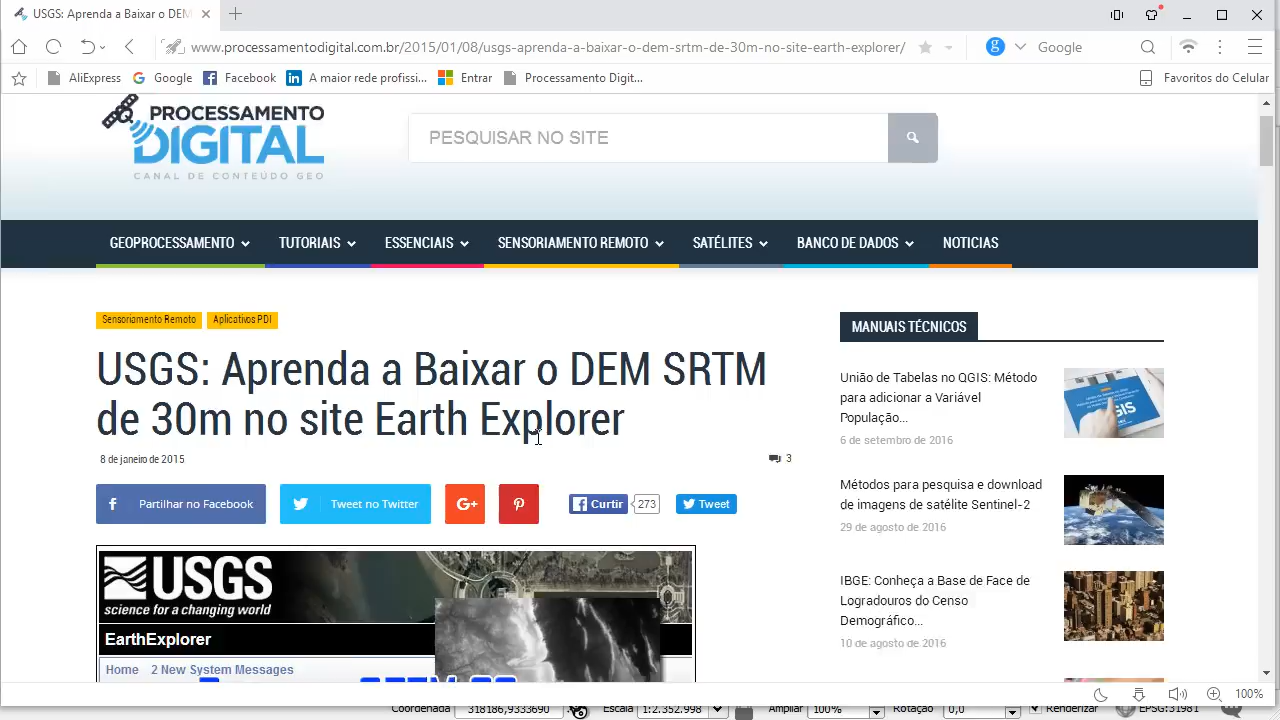 USGS: Aprenda a Baixar o DEM
www.processamentodigital.com.br/2015/01/08/usgs-aprenda-a-baixar-o-dem-srtm-de-30m-no-site-earth-explorer/
Google
AliExpress
Google
Facebook
A maior rede profissi...
Entrar
Processamento Digit...
Favoritos do Celular
PROCESSAMENTO
DIGITAL
CANAL DE CONTEÚDO GEO
PESQUISAR NO SITE
GEOPROCESSAMENTO
TUTORIAIS
ESSENCIAIS
SENSORIAMENTO REMOTO
SATÉLITES
BANCO DE DADOS
NOTICIAS
Sensoriamento Remoto
Aplicativos PDI
USGS: Aprenda a Baixar o DEM SRTM
de 30m no site Earth Explorer
8 de janeiro de 2015
3
Partilhar no Facebook
Tweet no Twitter
G+
Curtir
273
Tweet
USGS
science for a changing world
EarthExplorer
Home
2 New System Messages
MANUAIS TÉCNICOS
União de Tabelas no QGIS: Método
para adicionar a Variável
População...
6 de setembro de 2016
Métodos para pesquisa e download
de imagens de satélite Sentinel-2
29 de agosto de 2016
IBGE: Conheça a Base de Face de
Logradouros do Censo
Demográfico...
10 de agosto de 2016
100%
Coordenada
318186,9333690
Escala
1:2.352.998
Ampliar
100%
Rotação
0,0
Renderizar
EPSG:31981